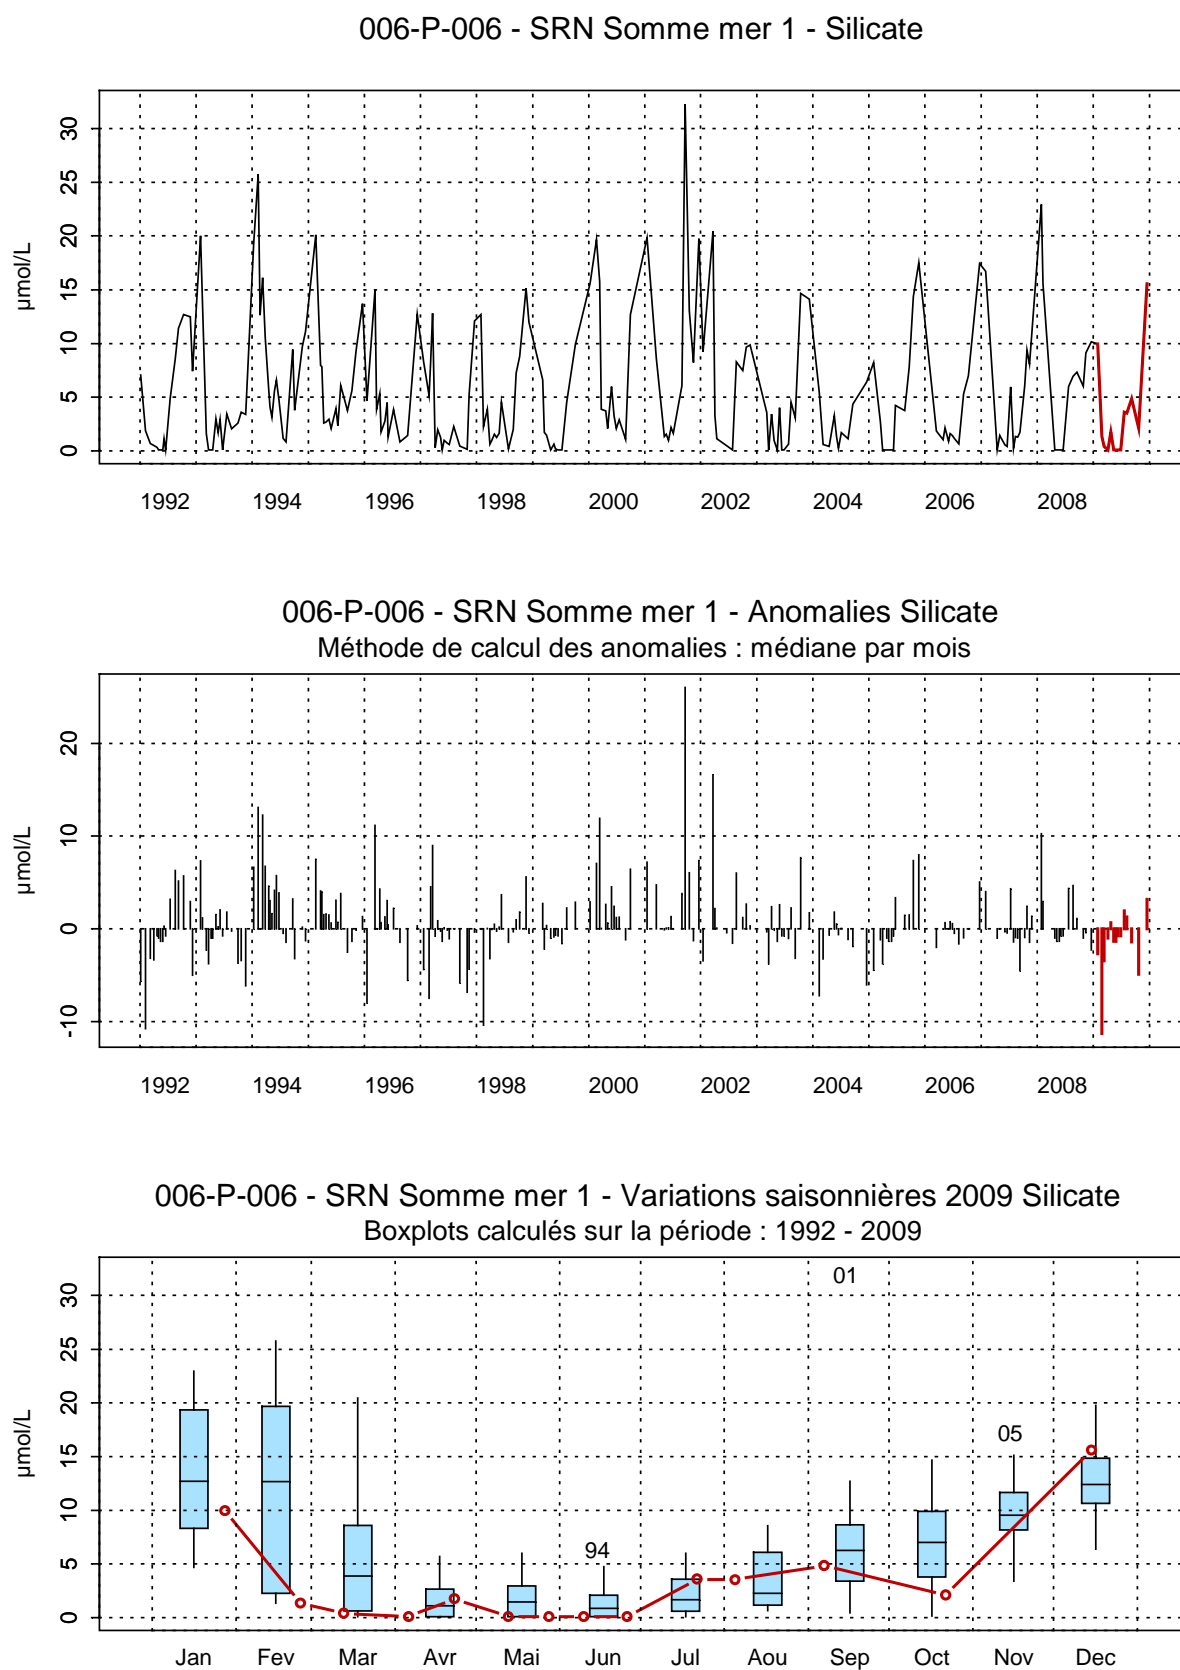 006-P-006 - SRN Somme mer 1 - Silicate
30
25
20
15
10
5
0
µmol/L
1992 1994 1996 1998 2000 2002 2004 2006 2008
006-P-006 - SRN Somme mer 1 - Anomalies Silicate
Méthode de calcul des anomalies : médiane par mois
20
10
0
-10
µmol/L
1992 1994 1996 1998 2000 2002 2004 2006 2008
006-P-006 - SRN Somme mer 1 - Variations saisonnières 2009 Silicate
Boxplots calculés sur la période : 1992 - 2009
01
30
25
20
05
15
10
94
5
0
µmol/L
Jan Fev Mar Avr Mai Jun Jul Aou Sep Oct Nov Dec